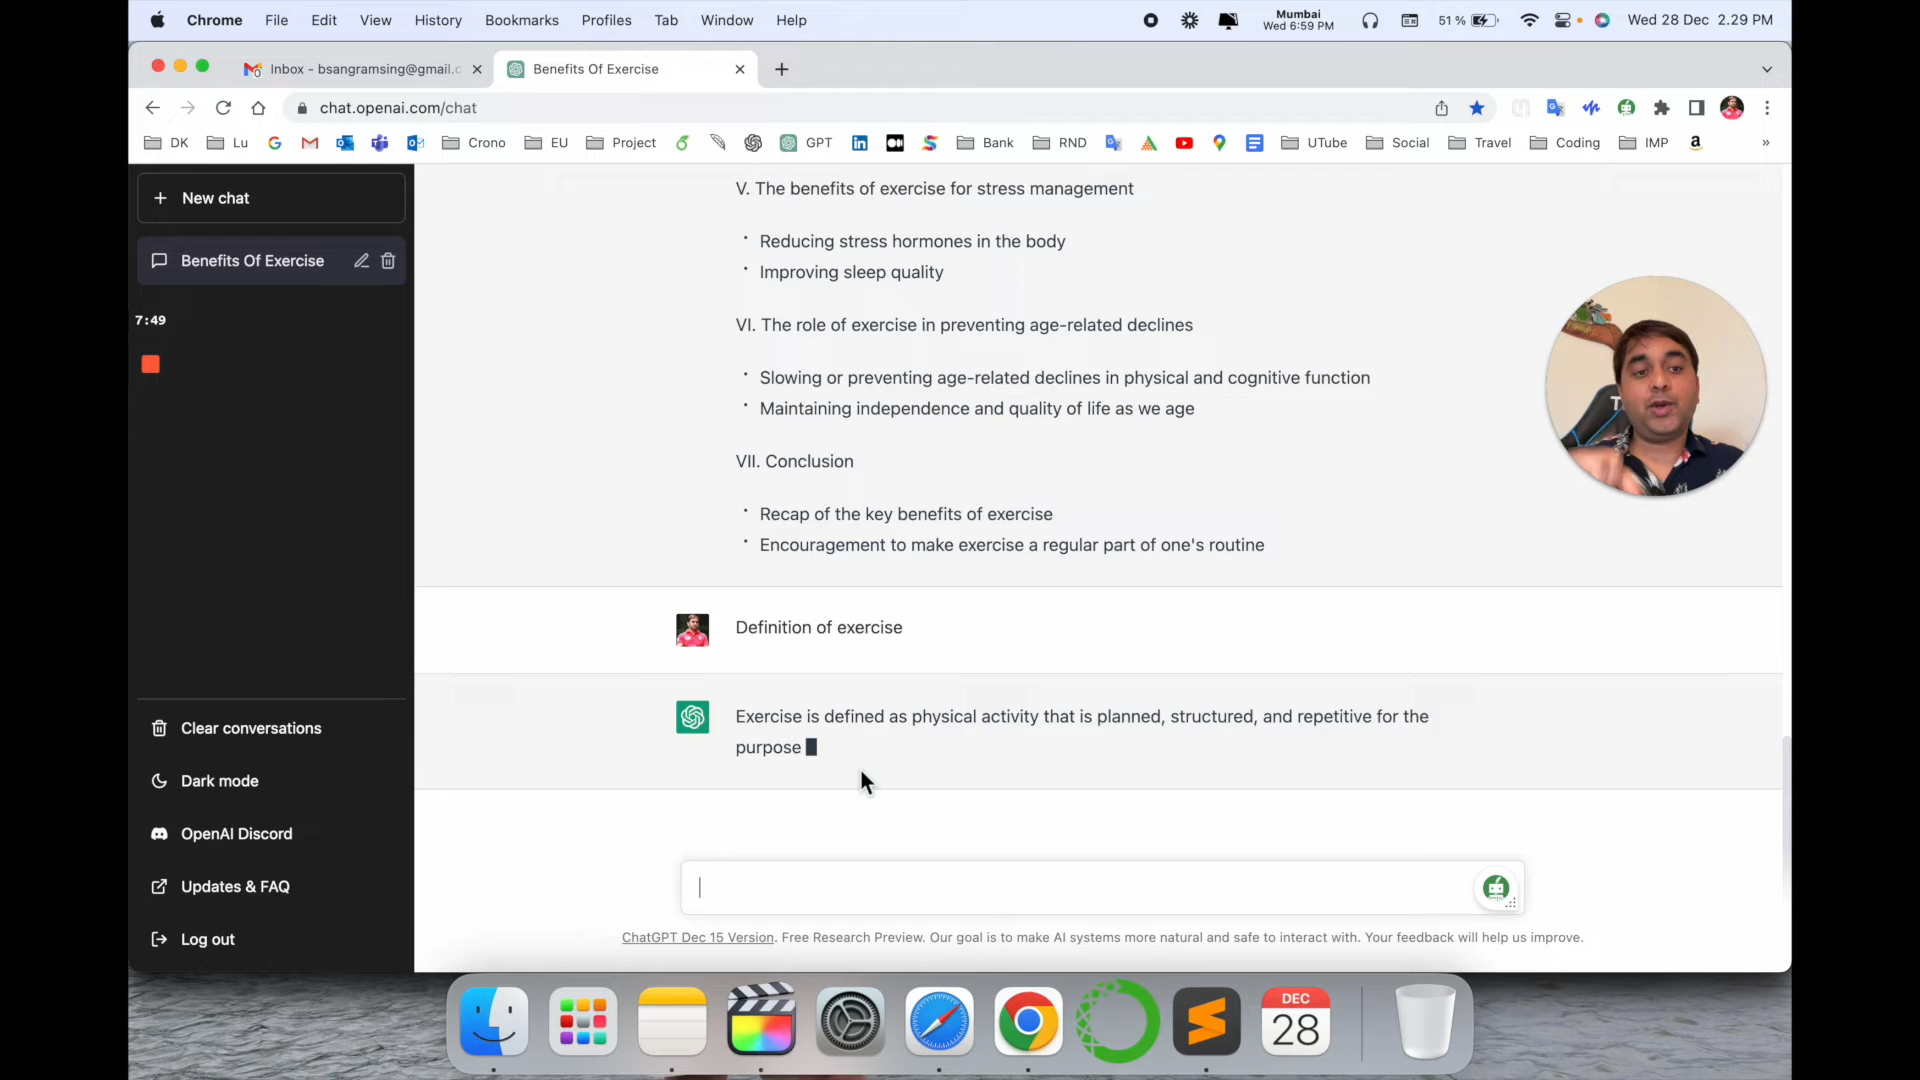 Chrome File Edit View History Bookmarks Profiles Tab Window Help
Mumbai
Wed 6:59 PM
51 %
Wed 28 Dec 2.29 PM
Inbox - bsangramsing@gmail.c
Benefits Of Exercise
chat.openai.com/chat
DK Lu Crono EU Project GPT Bank RND UTube Social Travel Coding IMP »
New chat
Benefits Of Exercise
7:49
V. The benefits of exercise for stress management
· Reducing stress hormones in the body
· Improving sleep quality
VI. The role of exercise in preventing age-related declines
· Slowing or preventing age-related declines in physical and cognitive function
· Maintaining independence and quality of life as we age
VII. Conclusion
· Recap of the key benefits of exercise
· Encouragement to make exercise a regular part of one's routine
Definition of exercise
Exercise is defined as physical activity that is planned, structured, and repetitive for the
purpose
Clear conversations
Dark mode
OpenAI Discord
Updates & FAQ
Log out
ChatGPT Dec 15 Version. Free Research Preview. Our goal is to make AI systems more natural and safe to interact with. Your feedback will help us improve.
DEC
28